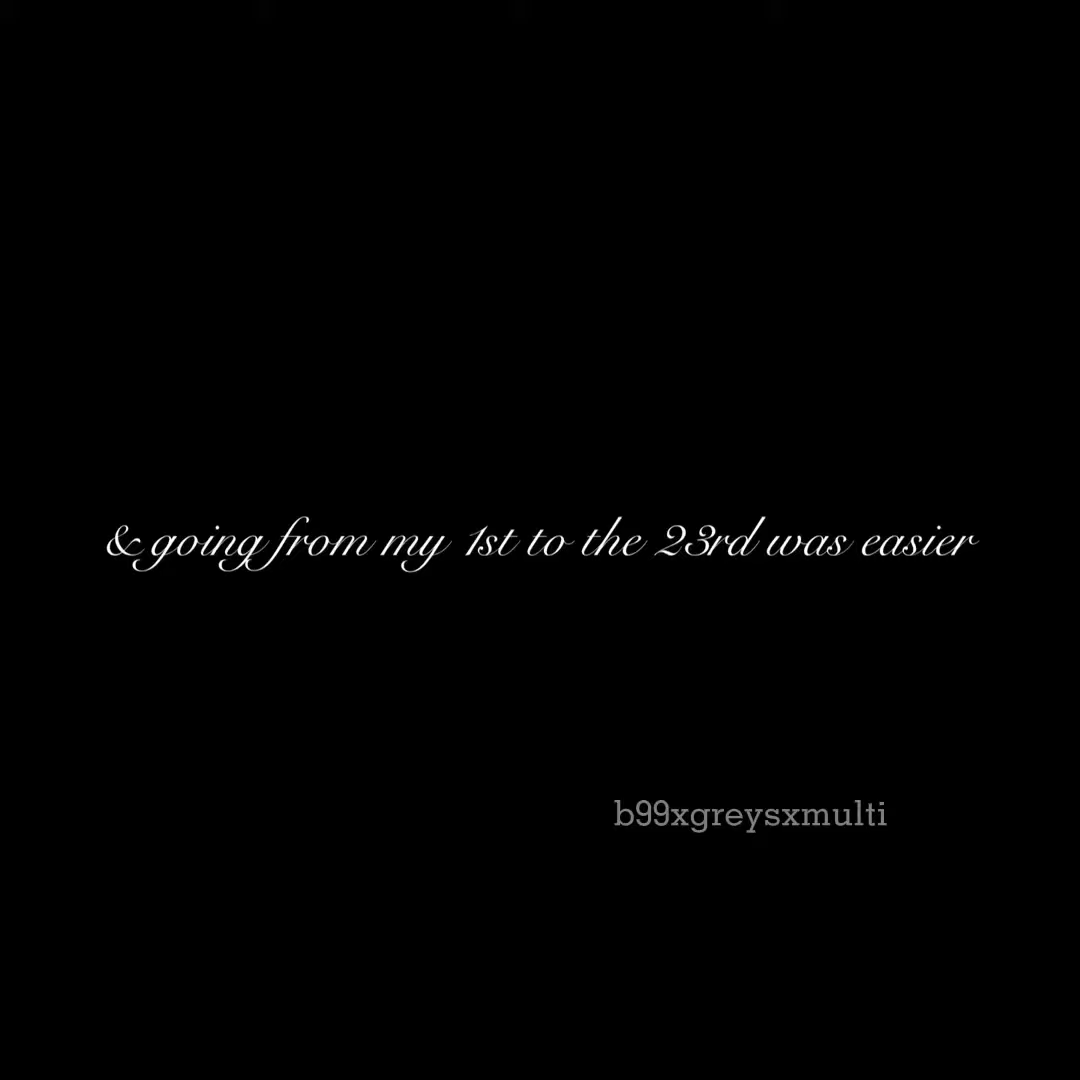 & going from my 1st to the 23rd was easier
b99xgreysxmulti